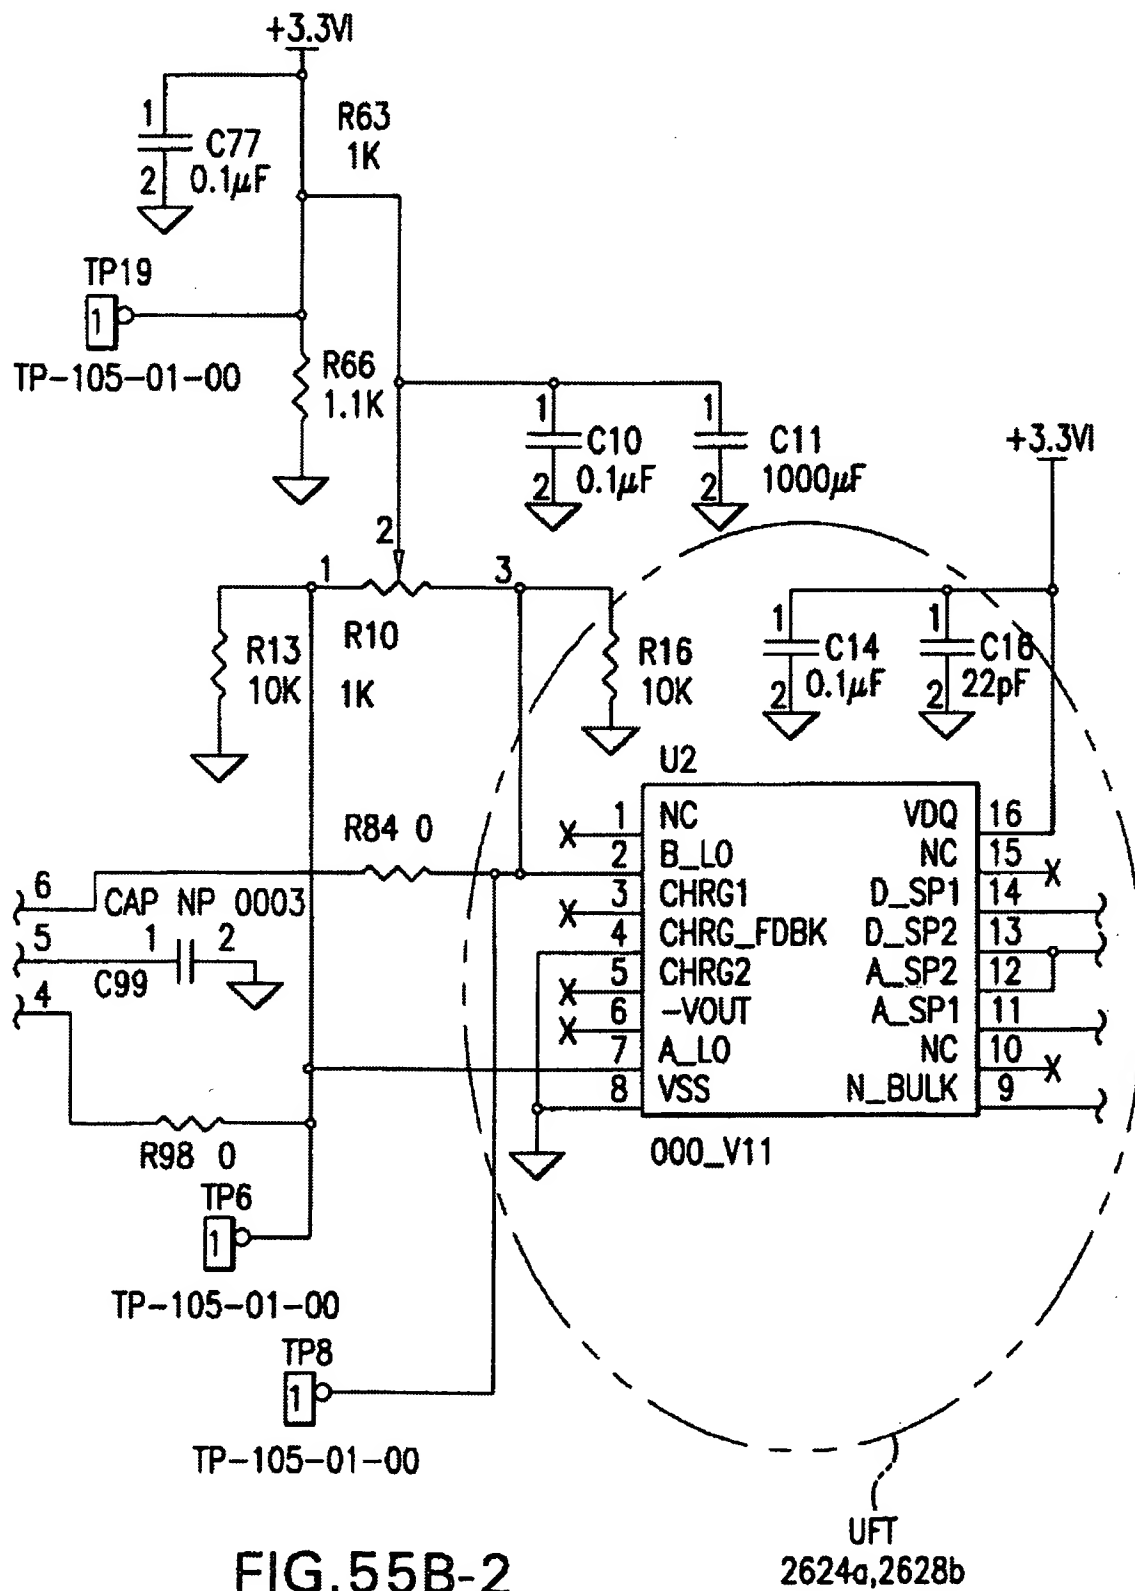 +3.3VI
1
C77
0.1µF
2
R63
1K
TP19
1
TP-105-01-00
R66
1.1K
1
C10
0.1µF
2
1
C11
1000µF
2
+3.3VI
2
1
3
R13
10K
R10
1K
R16
10K
1
C14
0.1µF
2
1
C16
22pF
2
U2
1 NC
2 B_LO
3 CHRG1
4 CHRG_FDBK
5 CHRG2
6 -VOUT
7 A_LO
8 VSS
VDQ 16
NC 15
D_SP1 14
D_SP2 13
A_SP2 12
A_SP1 11
NC 10
N_BULK 9
000_V11
R84 0
6
CAP NP 0003
5
1 2
C99
4
R98 0
TP6
1
TP-105-01-00
TP8
1
TP-105-01-00
UFT
2624a,2628b
FIG.55B-2